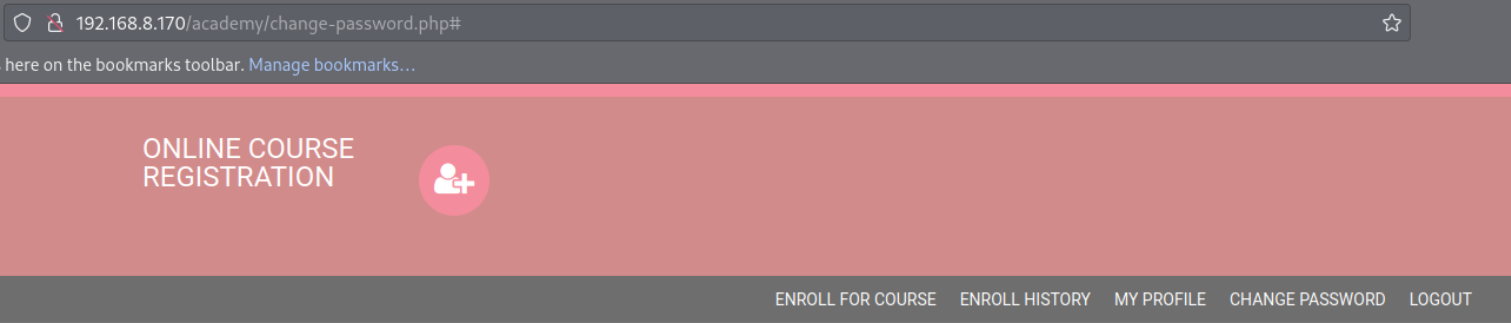 192.168.8.170/academy/change-password.php#
here on the bookmarks toolbar. Manage bookmarks...
ONLINE COURSE
REGISTRATION
ENROLL FOR COURSE ENROLL HISTORY MY PROFILE CHANGE PASSWORD LOGOUT